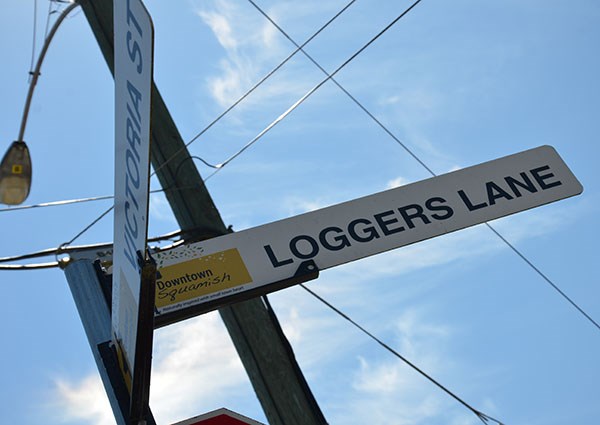 VICTORIA ST
LOGGERS LANE
Downtown
Squamish